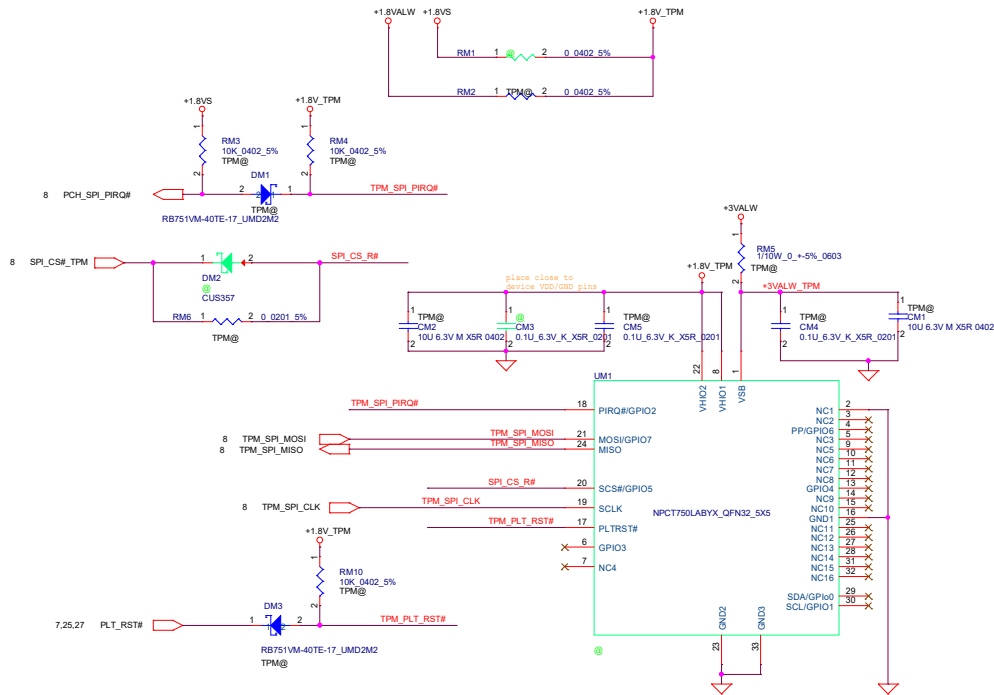 +1.8VALW +1.8VS +1.8V_TPM
RM1 1 @ 2 0_0402_5%
RM2 1 TPM@ 2 0_0402_5%
+1.8VS +1.8V_TPM
1 1
RM3 RM4
10K_0402_5% 10K_0402_5%
TPM@ TPM@
2 2
DM1
8 PCH_SPI_PIRQ# 2 2 1 TPM_SPI_PIRQ#
TPM@
RB751VM-40TE-17_UMD2M2
+3VALW
1
RM5
1/10W_0_+-5%_0603
TPM@
2
8 SPI_CS#_TPM 1 2 SPI_CS_R#
DM2
@
CUS357
RM6 1 2 0_0201_5%
TPM@
+1.8V_TPM
+3VALW_TPM
place close to
device VDD/GND pins
1 TPM@ 1 @ 1 TPM@ 1 TPM@ 1 TPM@
CM2 CM3 CM5 CM4 CM1
10U 6.3V M X5R 0402 0.1U_6.3V_K_X5R_0201 0.1U_6.3V_K_X5R_0201 0.1U_6.3V_K_X5R_0201 10U 6.3V M X5R 0402
2 2 2 2 2
UM1
22 8 1
VHIO2 VHIO1 VSB
TPM_SPI_PIRQ# 18 PIRQ#/GPIO2
8 TPM_SPI_MOSI TPM_SPI_MOSI 21 MOSI/GPIO7
8 TPM_SPI_MISO TPM_SPI_MISO 24 MISO
SPI_CS_R# 20 SCS#/GPIO5
8 TPM_SPI_CLK TPM_SPI_CLK 19 SCLK
TPM_PLT_RST# 17 PLTRST#
6 GPIO3
7 NC4
NPCT750LABYX_QFN32_5X5
NC1 2
NC2 3
PP/GPIO6 4
NC3 5
NC5 9
NC6 10
NC7 11
NC8 12
GPIO4 13
NC9 14
NC10 15
GND1 16
NC11 25
NC12 26
NC13 27
NC14 28
NC15 31
NC16 32
SDA/GPIo0 29
SCL/GPIO1 30
GND2 GND3
23 33
@
+1.8V_TPM
1
RM10
10K_0402_5%
TPM@
2
DM3
7,25,27 PLT_RST# 1 2 TPM_PLT_RST#
RB751VM-40TE-17_UMD2M2
TPM@